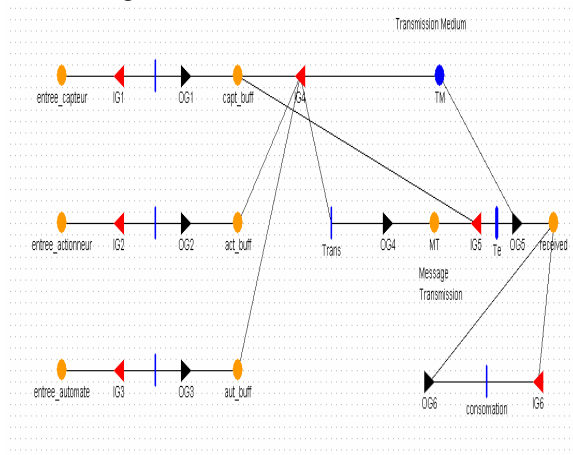 Transmission Medium
entree_capteur IG1 OG1 capt_buff IG4 TM
entree_actionneur IG2 OG2 act_buff Trans OG4 MT IG5 Te OG5 received
Message
Transmission
entree_automate IG3 OG3 aut_buff OG6 consomation IG6